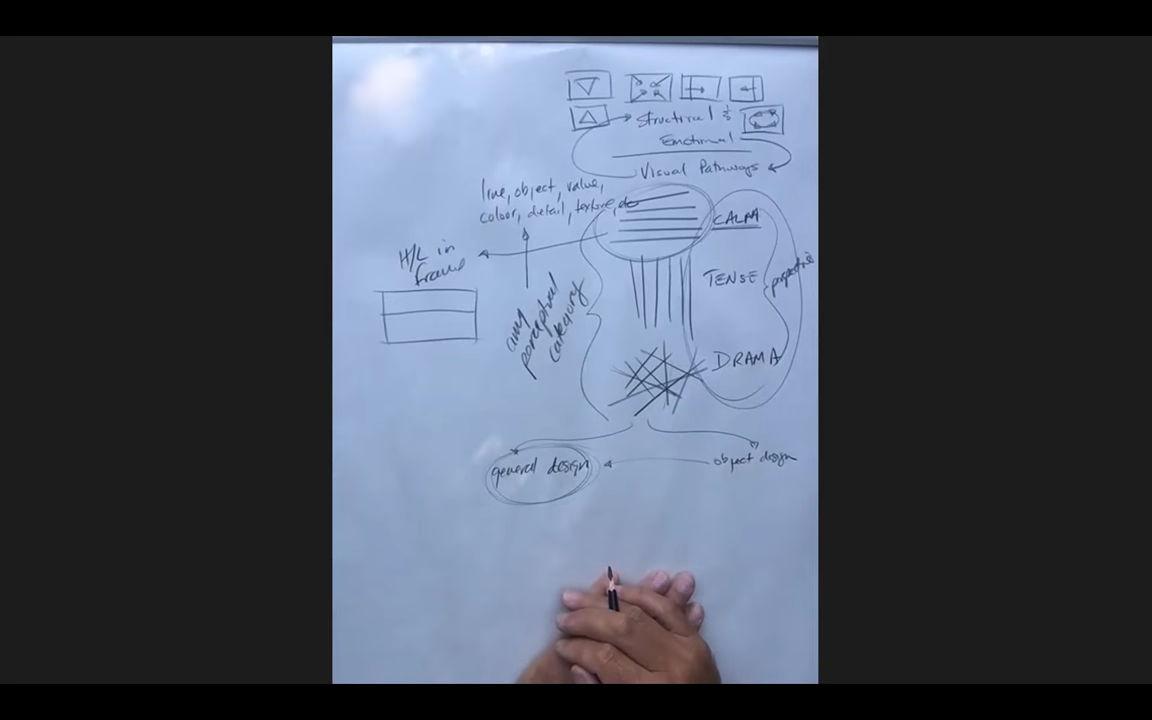 Structural &
Emotional
Visual Pathways
line, object, value,
colour, detail, texture, etc
CALM
H/L in
frame
TENSE
perspective
any
perceptual
category
DRAMA
general design
object design